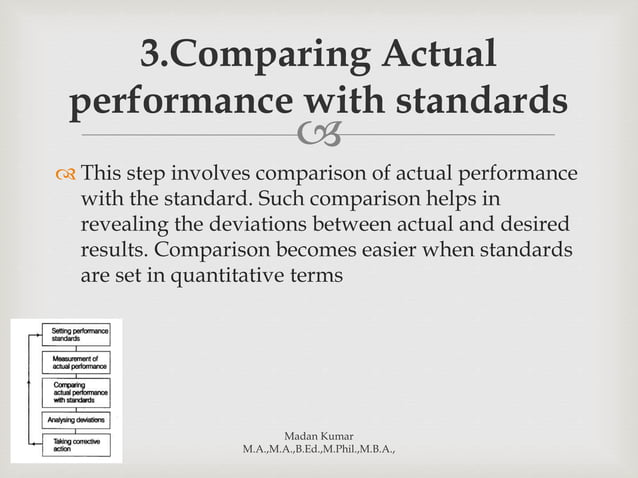 3.Comparing Actual
performance with standards
This step involves comparison of actual performance
with the standard. Such comparison helps in
revealing the deviations between actual and desired
results. Comparison becomes easier when standards
are set in quantitative terms
Setting performance
standards
Measurement of
actual performance
Comparing
actual performance
with standards
Analysing deviations
Taking corrective
action
Madan Kumar
M.A.,M.A.,B.Ed.,M.Phil.,M.B.A.,